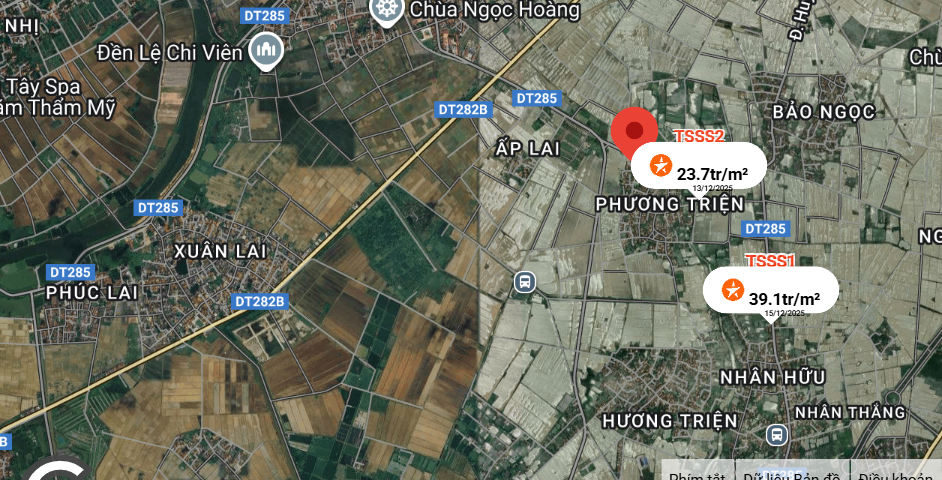 DT285
Chùa Ngọc Hoàng
NHỊ
Đền Lệ Chi Viên
Tây Spa
ẩm Thẩm Mỹ
DT282B
DT285
BẢO NGỌC
TSSS2
ẤP LAI
23.7tr/m²
13/12/2025
PHƯƠNG TRIỆN
DT285
DT285
XUÂN LAI
TSSS1
DT285
PHÚC LAI
DT282B
39.1tr/m²
15/12/2025
NHÂN HỮU
NHÂN THẮNG
HƯƠNG TRIỆN
B
DT285
Phím tắt
Dữ liệu Bản đồ
Điều khoản